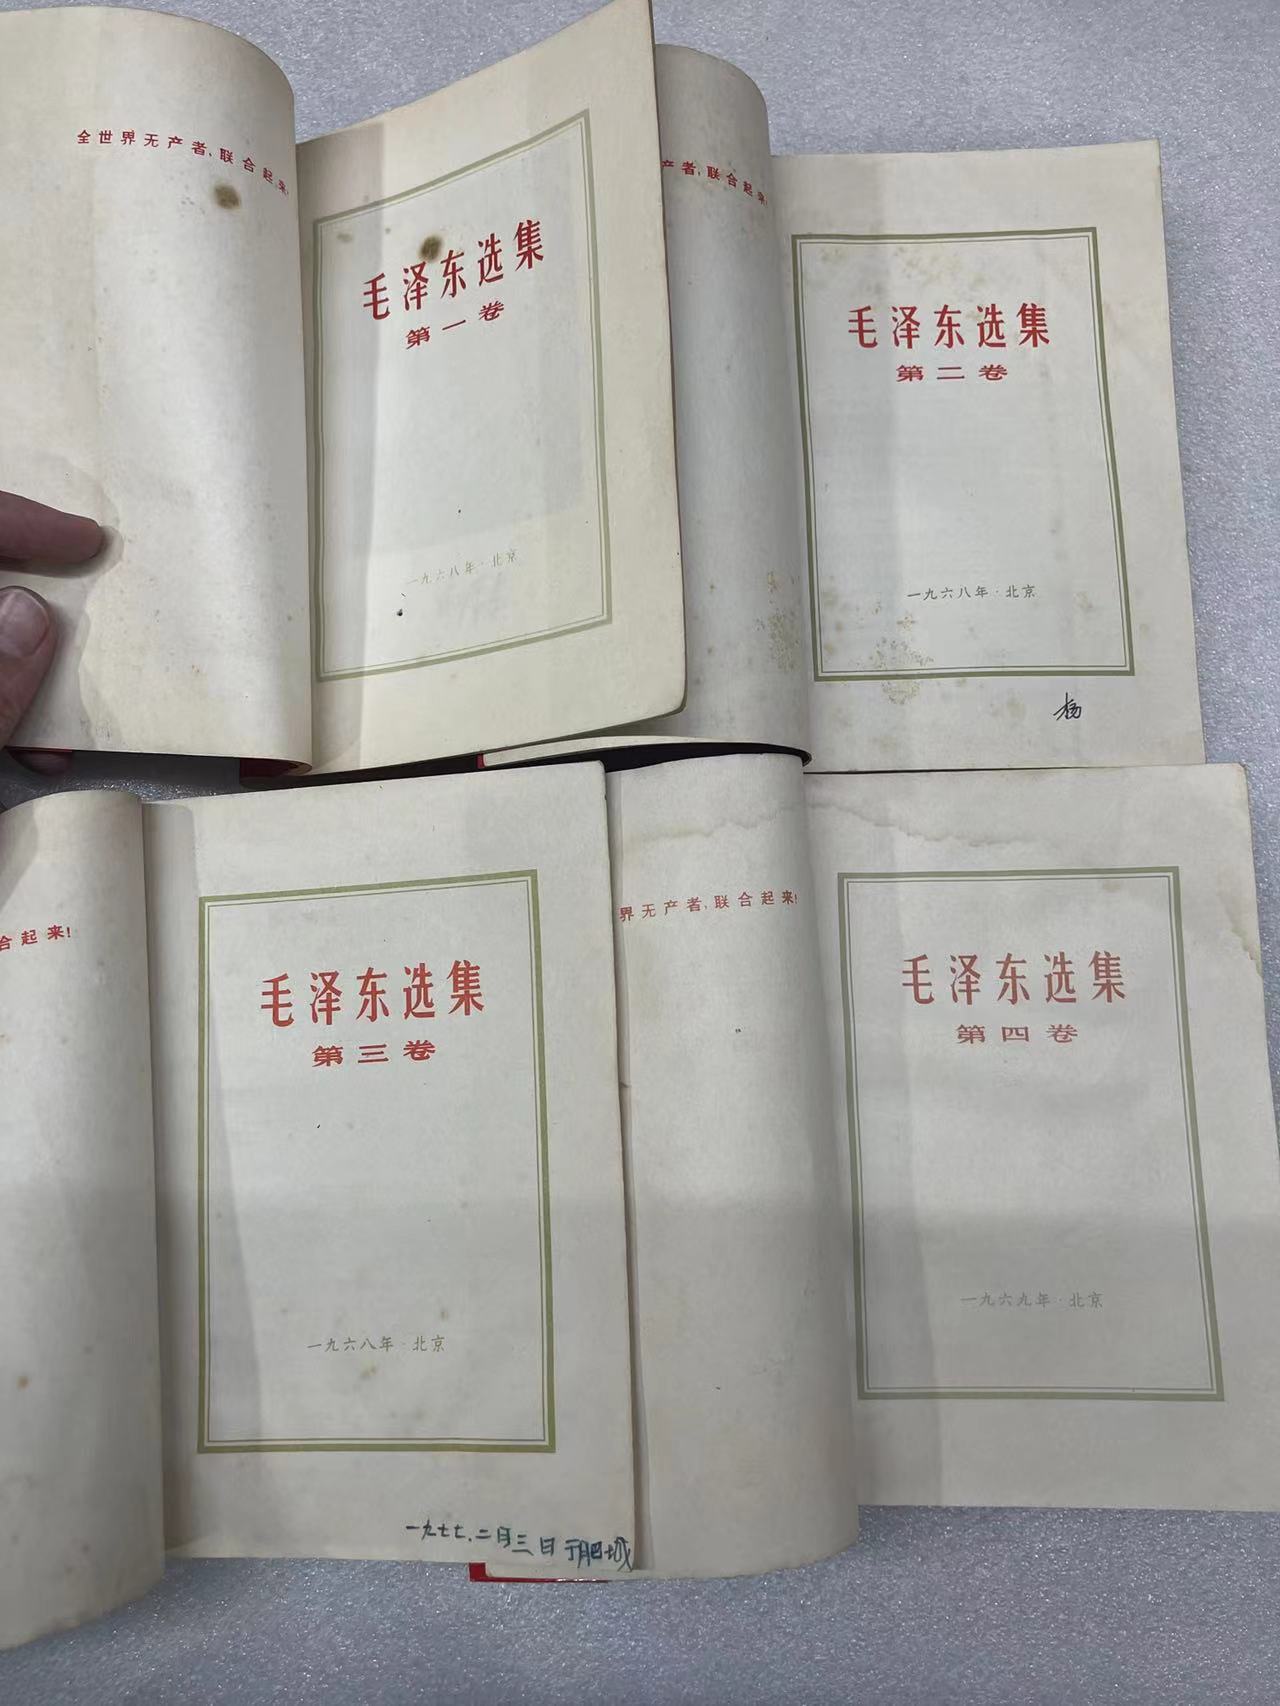 全世界无产者，联合起来！
毛泽东选集
第一卷
一九六八年·北京
产者，联合起来！
毛泽东选集
第二卷
一九六八年·北京
杨
合起来！
毛泽东选集
第三卷
一九六八年·北京
一九七七.二月三日于肥城
界无产者，联合起来！
毛泽东选集
第四卷
一九六九年·北京